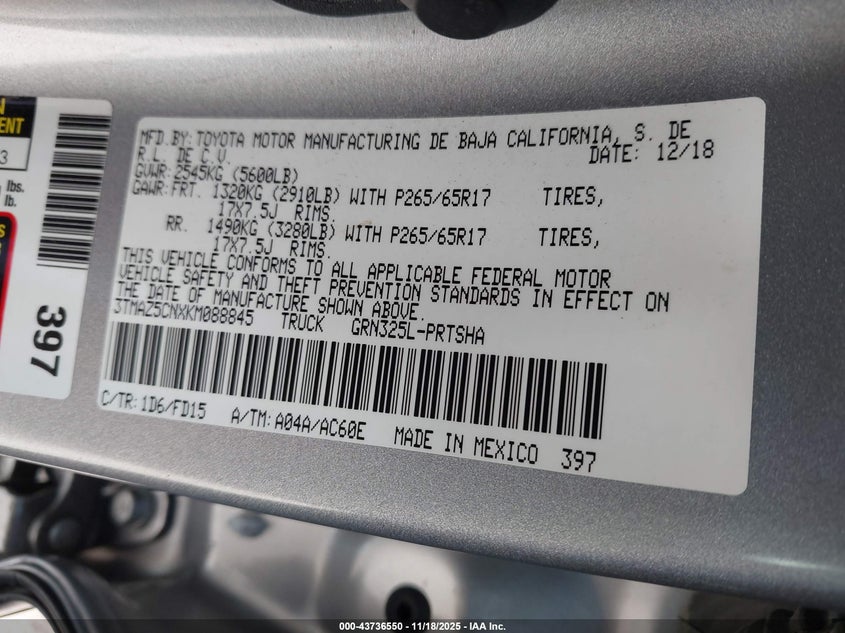 N
ENT
3
lbs.
lb.
S
397
MFD.BY: TOYOTA MOTOR MANUFACTURING DE BAJA CALIFORNIA, S. DE
R.L. DE C.V. DATE: 12/18
GVWR: 2545KG (5600LB)
GAWR: FRT. 1320KG (2910LB) WITH P265/65R17 TIRES,
17X7.5J RIMS.
RR. 1490KG (3280LB) WITH P265/65R17 TIRES,
17X7.5J RIMS.
THIS VEHICLE CONFORMS TO ALL APPLICABLE FEDERAL MOTOR
VEHICLE SAFETY AND THEFT PREVENTION STANDARDS IN EFFECT ON
THE DATE OF MANUFACTURE SHOWN ABOVE.
3TMAZ5CNXKM088845 TRUCK GRN325L-PRTSHA
C/TR: 1D6/FD15 A/TM: A04A/AC60E MADE IN MEXICO 397
000-43736550 - 11/18/2025 - IAA Inc.